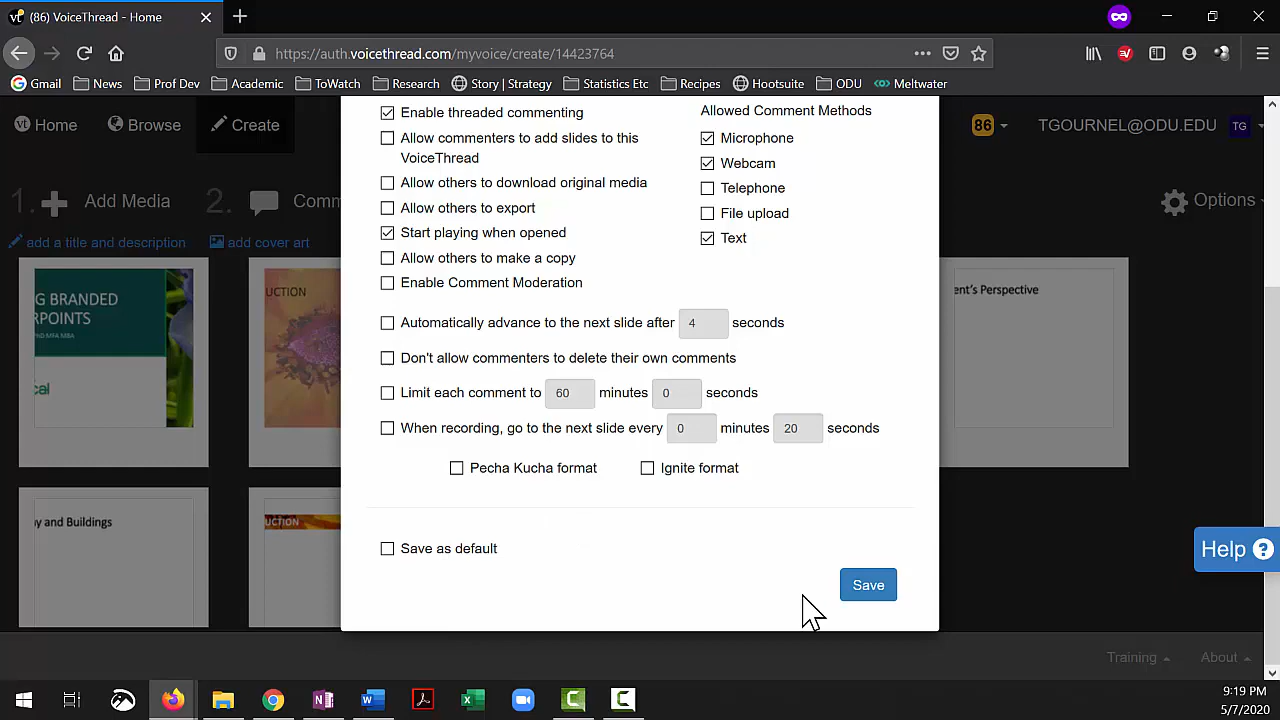 (86) VoiceThread - Home
https://auth.voicethread.com/myvoice/create/14423764
Gmail News Prof Dev Academic ToWatch Research Story | Strategy Statistics Etc Recipes Hootsuite ODU Meltwater
vt Home Browse Create 86 TGOURNEL@ODU.EDU TG
1. Add Media 2. Comm Options
add a title and description add cover art
Enable threaded commenting
Allow commenters to add slides to this
VoiceThread
Allow others to download original media
Allow others to export
Start playing when opened
Allow others to make a copy
Enable Comment Moderation
Allowed Comment Methods
Microphone
Webcam
Telephone
File upload
Text
Automatically advance to the next slide after 4 seconds
Don't allow commenters to delete their own comments
Limit each comment to 60 minutes 0 seconds
When recording, go to the next slide every 0 minutes 20 seconds
Pecha Kucha format Ignite format
Save as default
Save
G BRANDED
RPOINTS
PhD MFA MBA
cal
UCTION
ent's Perspective
y and Buildings
UCTION
Help ?
Training About
9:19 PM
5/7/2020